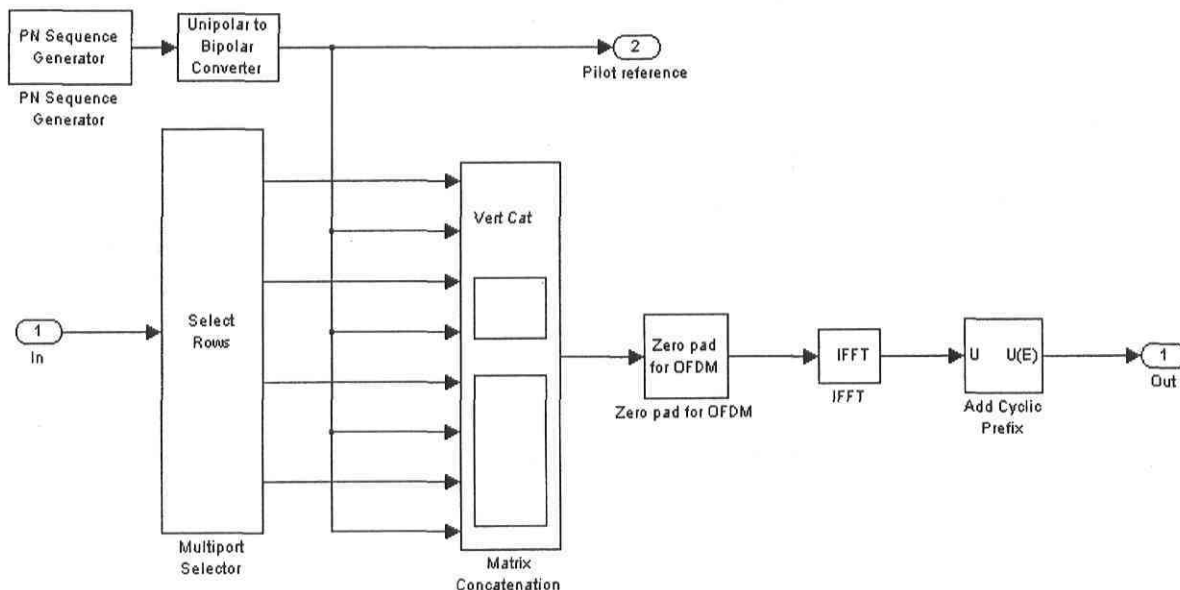 PN Sequence
Generator
PN Sequence
Generator
Unipolar to
Bipolar
Converter
2
Pilot reference
1
In
Select
Rows
Multiport
Selector
Vert Cat
Matrix
Concatenation
Zero pad
for OFDM
Zero pad for OFDM
IFFT
IFFT
U U(E)
Add Cyclic
Prefix
1
Out